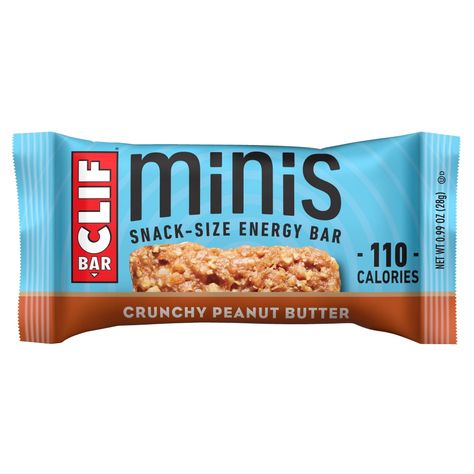 CLIF
BAR
minis
SNACK-SIZE ENERGY BAR
- 110 -
CALORIES
CRUNCHY PEANUT BUTTER
NET WT 0.99 OZ (28g)